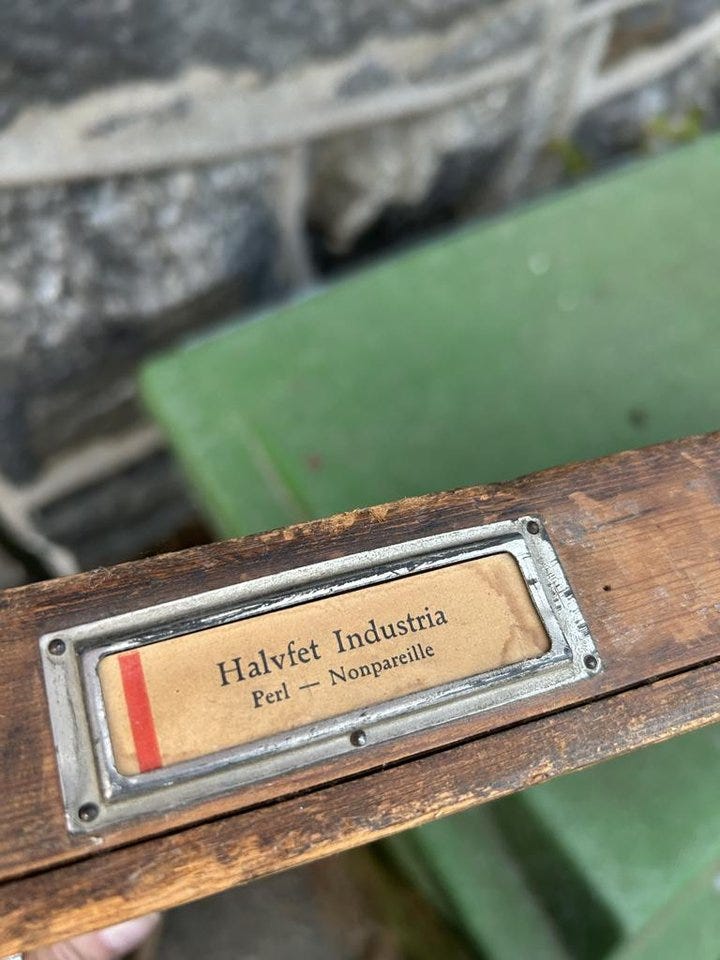 Halvfet Industria
Perl — Nonpareille